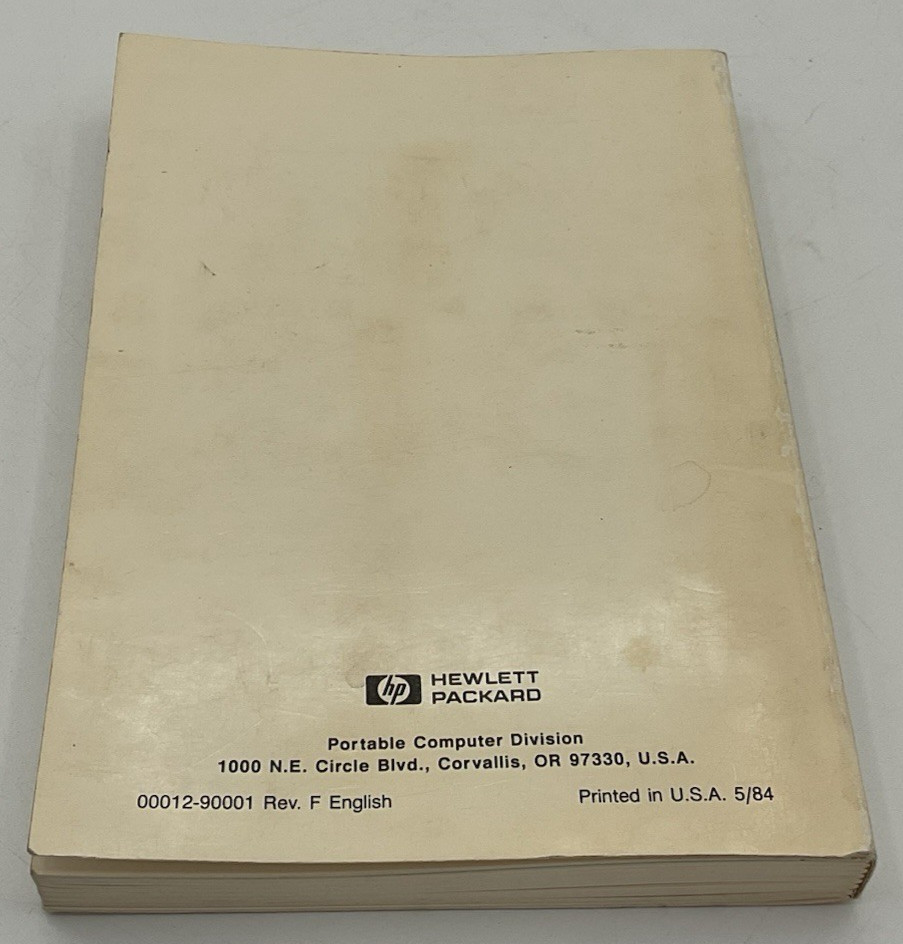 hp HEWLETT
PACKARD
Portable Computer Division
1000 N.E. Circle Blvd., Corvallis, OR 97330, U.S.A.
00012-90001 Rev. F English
Printed in U.S.A. 5/84